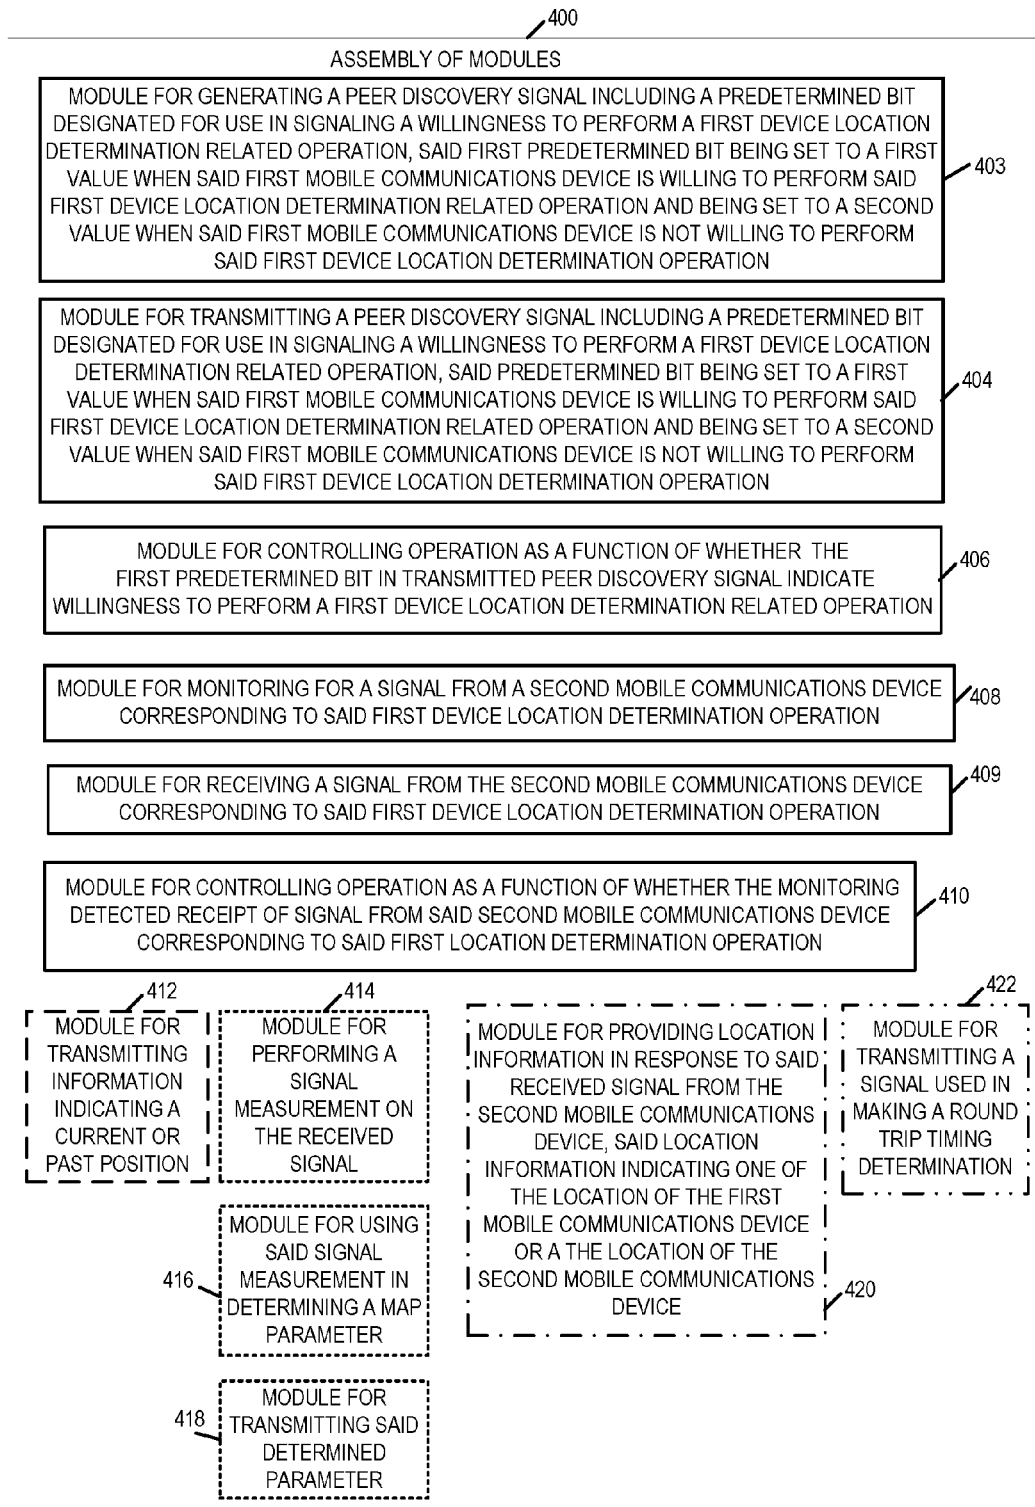 400
ASSEMBLY OF MODULES
MODULE FOR GENERATING A PEER DISCOVERY SIGNAL INCLUDING A PREDETERMINED BIT
DESIGNATED FOR USE IN SIGNALING A WILLINGNESS TO PERFORM A FIRST DEVICE LOCATION
DETERMINATION RELATED OPERATION, SAID FIRST PREDETERMINED BIT BEING SET TO A FIRST
VALUE WHEN SAID FIRST MOBILE COMMUNICATIONS DEVICE IS WILLING TO PERFORM SAID
FIRST DEVICE LOCATION DETERMINATION RELATED OPERATION AND BEING SET TO A SECOND
VALUE WHEN SAID FIRST MOBILE COMMUNICATIONS DEVICE IS NOT WILLING TO PERFORM
SAID FIRST DEVICE LOCATION DETERMINATION OPERATION
403
MODULE FOR TRANSMITTING A PEER DISCOVERY SIGNAL INCLUDING A PREDETERMINED BIT
DESIGNATED FOR USE IN SIGNALING A WILLINGNESS TO PERFORM A FIRST DEVICE LOCATION
DETERMINATION RELATED OPERATION, SAID PREDETERMINED BIT BEING SET TO A FIRST
VALUE WHEN SAID FIRST MOBILE COMMUNICATIONS DEVICE IS WILLING TO PERFORM SAID
FIRST DEVICE LOCATION DETERMINATION RELATED OPERATION AND BEING SET TO A SECOND
VALUE WHEN SAID FIRST MOBILE COMMUNICATIONS DEVICE IS NOT WILLING TO PERFORM
SAID FIRST DEVICE LOCATION DETERMINATION OPERATION
404
MODULE FOR CONTROLLING OPERATION AS A FUNCTION OF WHETHER THE
FIRST PREDETERMINED BIT IN TRANSMITTED PEER DISCOVERY SIGNAL INDICATE
WILLINGNESS TO PERFORM A FIRST DEVICE LOCATION DETERMINATION RELATED OPERATION
406
MODULE FOR MONITORING FOR A SIGNAL FROM A SECOND MOBILE COMMUNICATIONS DEVICE
CORRESPONDING TO SAID FIRST DEVICE LOCATION DETERMINATION OPERATION
408
MODULE FOR RECEIVING A SIGNAL FROM THE SECOND MOBILE COMMUNICATIONS DEVICE
CORRESPONDING TO SAID FIRST DEVICE LOCATION DETERMINATION OPERATION
409
MODULE FOR CONTROLLING OPERATION AS A FUNCTION OF WHETHER THE MONITORING
DETECTED RECEIPT OF SIGNAL FROM SAID SECOND MOBILE COMMUNICATIONS DEVICE
CORRESPONDING TO SAID FIRST LOCATION DETERMINATION OPERATION
410
412
MODULE FOR
TRANSMITTING
INFORMATION
INDICATING A
CURRENT OR
PAST POSITION
414
MODULE FOR
PERFORMING A
SIGNAL
MEASUREMENT ON
THE RECEIVED
SIGNAL
416
MODULE FOR USING
SAID SIGNAL
MEASUREMENT IN
DETERMINING A MAP
PARAMETER
418
MODULE FOR
TRANSMITTING SAID
DETERMINED
PARAMETER
MODULE FOR PROVIDING LOCATION
INFORMATION IN RESPONSE TO SAID
RECEIVED SIGNAL FROM THE
SECOND MOBILE COMMUNICATIONS
DEVICE, SAID LOCATION
INFORMATION INDICATING ONE OF
THE LOCATION OF THE FIRST
MOBILE COMMUNICATIONS DEVICE
OR A THE LOCATION OF THE
SECOND MOBILE COMMUNICATIONS
DEVICE
420
422
MODULE FOR
TRANSMITTING A
SIGNAL USED IN
MAKING A ROUND
TRIP TIMING
DETERMINATION